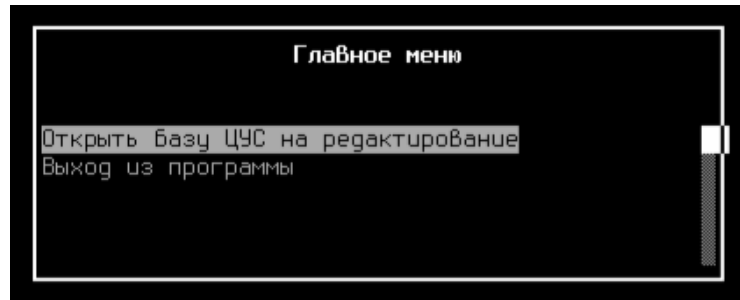 Главное меню
Открыть базу ЦУС на редактирование
Выход из программы